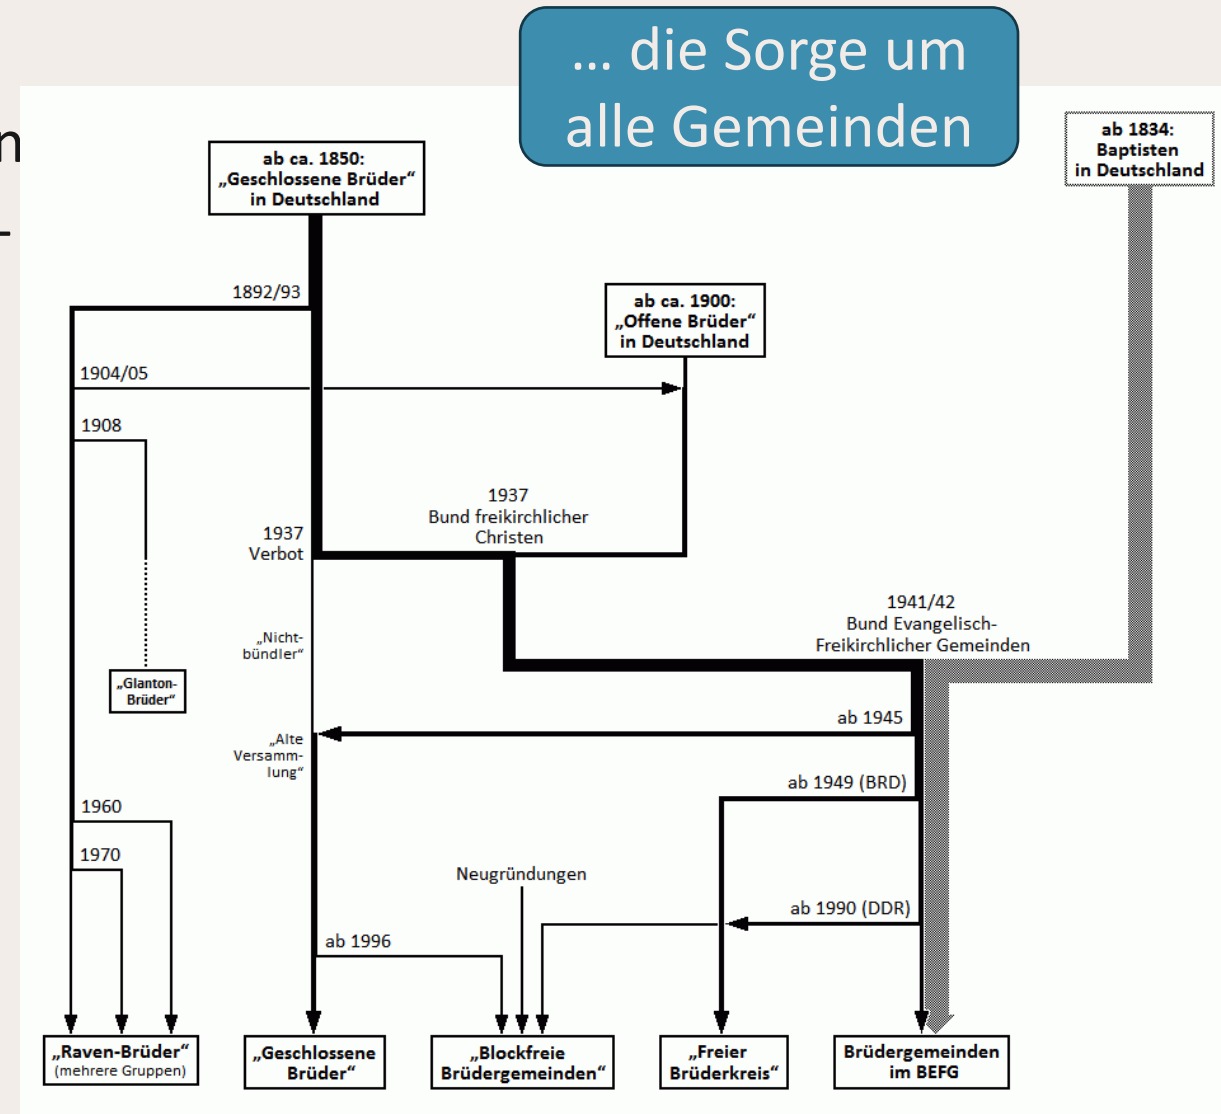 … die Sorge um
alle Gemeinden
n
-
ab 1834:
Baptisten
in Deutschland
ab ca. 1850:
„Geschlossene Brüder“
in Deutschland
1892/93
ab ca. 1900:
„Offene Brüder“
in Deutschland
1904/05
1908
1937
Bund freikirchlicher
Christen
1937
Verbot
1941/42
Bund Evangelisch-
Freikirchlicher Gemeinden
„Nicht-
bündler“
„Glanton-
Brüder“
ab 1945
„Alte
Versamm-
lung“
ab 1949 (BRD)
1960
1970
Neugründungen
ab 1990 (DDR)
ab 1996
„Raven-Brüder“
(mehrere Gruppen)
„Geschlossene
Brüder“
„Blockfreie
Brüdergemeinden“
„Freier
Brüderkreis“
Brüdergemeinden
im BEFG